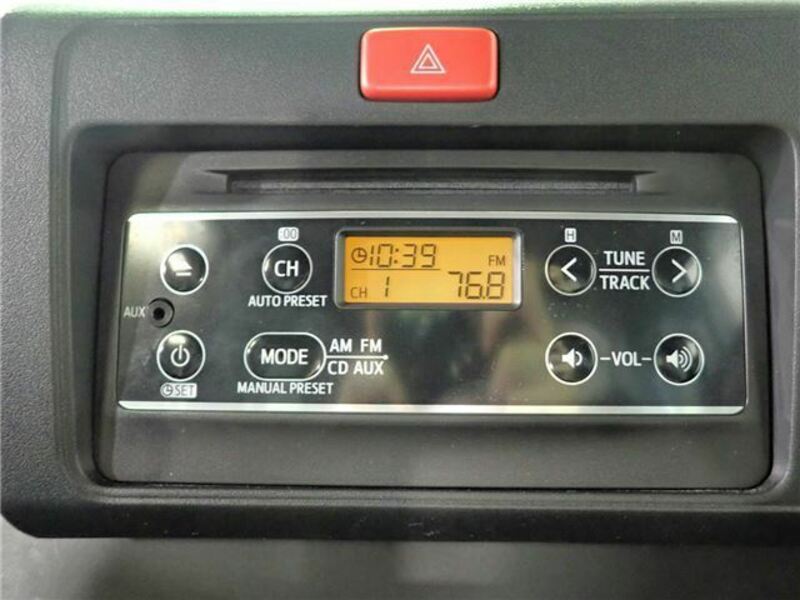 :00
H
M
10:39
FM
CH
TUNE
TRACK
CH 1 76.8
AUTO PRESET
AUX
AM FM
MODE
CD AUX
-VOL-
SET
MANUAL PRESET